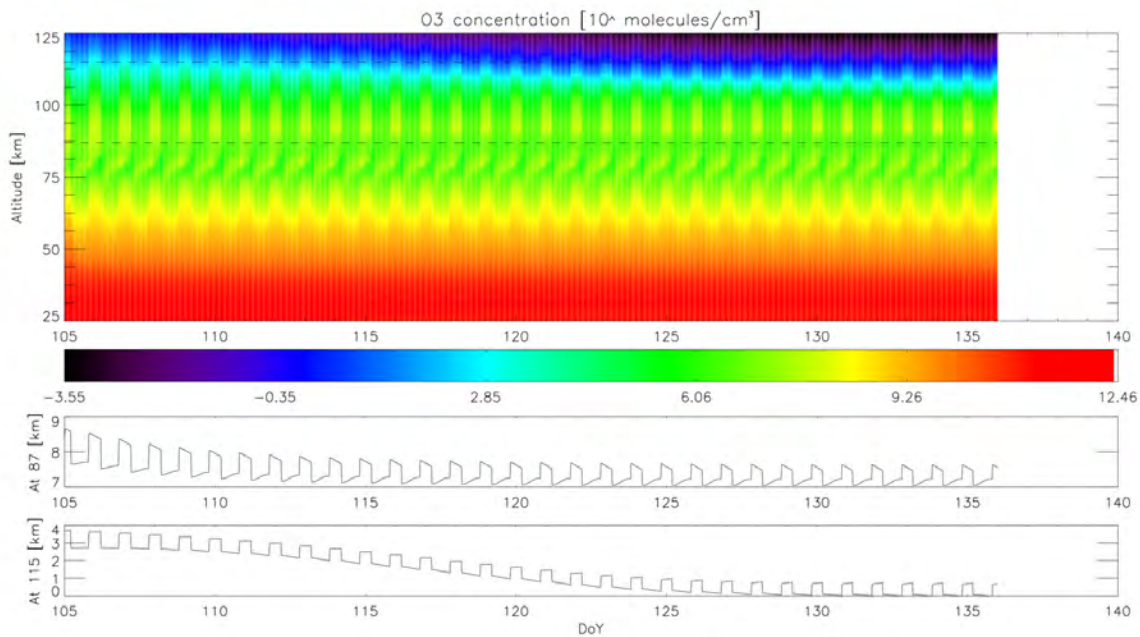 O3 concentration [10^ molecules/cm³]
125
100
75
50
25
Altitude [km]
105 110 115 120 125 130 135 140
−3.55 −0.35 2.85 6.06 9.26 12.46
9
8
7
At 87 [km]
105 110 115 120 125 130 135 140
4
3
2
1
0
At 115 [km]
105 110 115 120 125 130 135 140
DoY